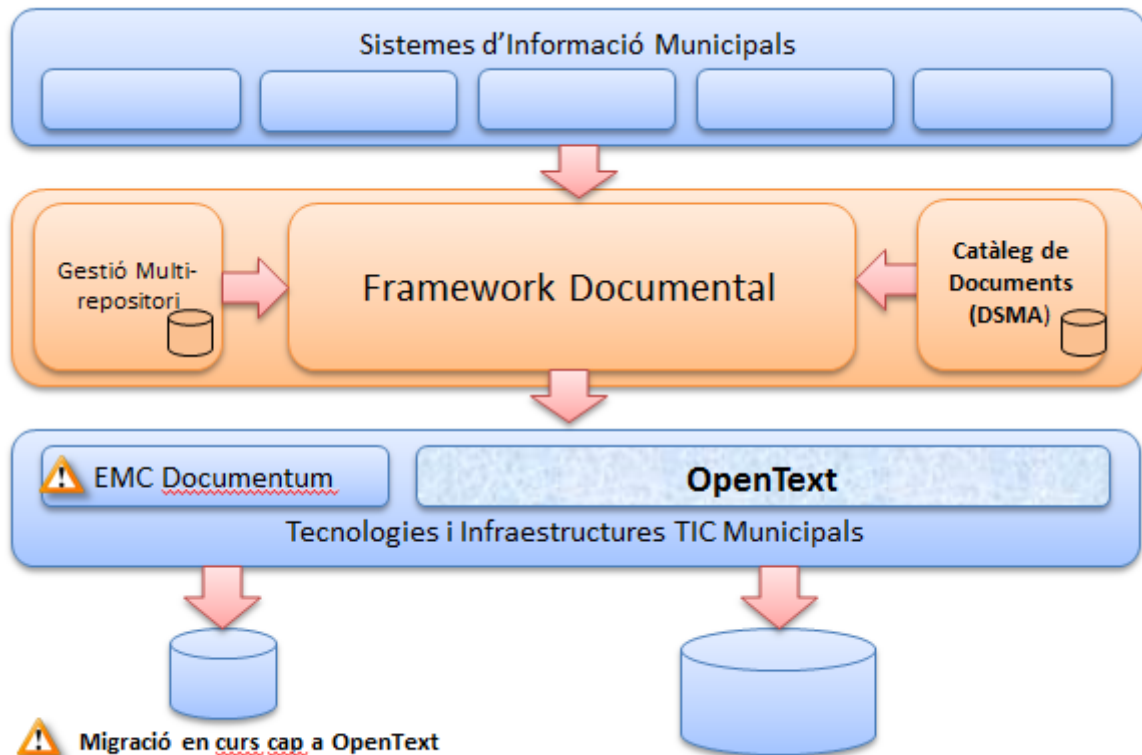 Sistemes d'Informació Municipals
Gestió Multi-
repositori
Framework Documental
Catàleg de
Documents
(DSMA)
EMC Documentum
OpenText
Tecnologies i Infraestructures TIC Municipals
Migració en curs cap a OpenText